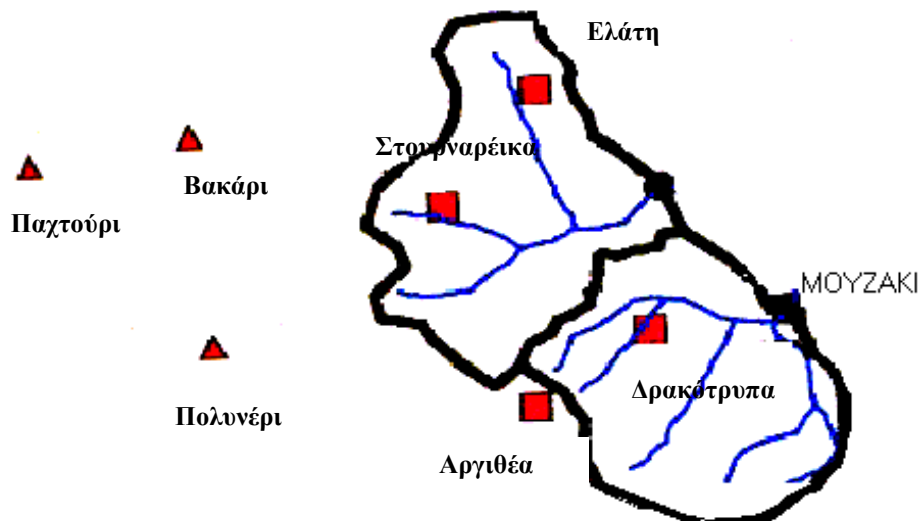 Ελάτη
Στουρναρέικα
Βακάρι
Παχτούρι
ΜΟΥΖΑΚΙ
Δρακότρυπα
Πολυνέρι
Αργιθέα